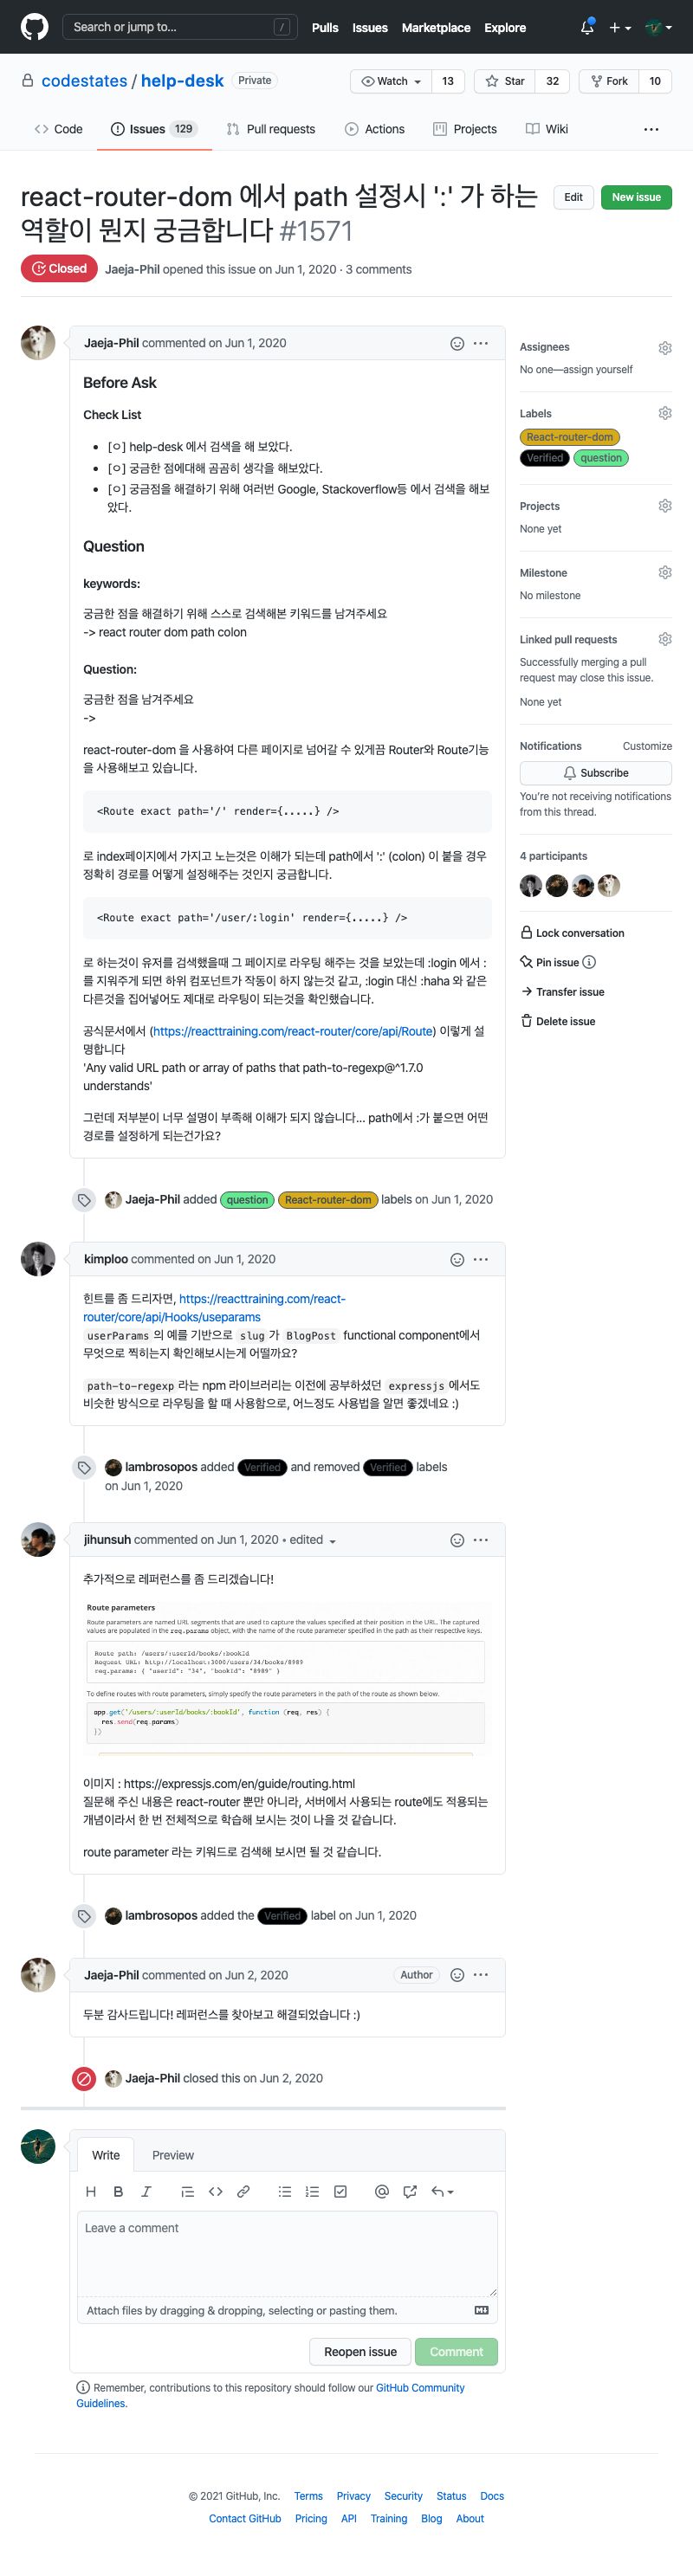 Search or jump to... /
Pulls Issues Marketplace Explore
codestates / help-desk Private
Watch 13 Star 32 Fork 10
Code Issues 129 Pull requests Actions Projects Wiki
react-router-dom 에서 path 설정시 ':' 가 하는
역할이 뭔지 궁금합니다 #1571
Edit New issue
Closed Jaeja-Phil opened this issue on Jun 1, 2020 · 3 comments
Jaeja-Phil commented on Jun 1, 2020
Before Ask
Check List
• [ㅇ] help-desk 에서 검색을 해 보았다.
• [ㅇ] 궁금한 점에대해 곰곰히 생각을 해보았다.
• [ㅇ] 궁금점을 해결하기 위해 여러번 Google, Stackoverflow등 에서 검색을 해보
았다.
Question
keywords:
궁금한 점을 해결하기 위해 스스로 검색해본 키워드를 남겨주세요
-> react router dom path colon
Question:
궁금한 점을 남겨주세요
->
react-router-dom 을 사용하여 다른 페이지로 넘어갈 수 있게끔 Router와 Route기능
을 사용해보고 있습니다.
<Route exact path='/' render={.....} />
로 index페이지에서 가지고 노는것은 이해가 되는데 path에서 ':' (colon) 이 붙을 경우
정확히 경로를 어떻게 설정해주는 것인지 궁금합니다.
<Route exact path='/user/:login' render={.....} />
로 하는것이 유저를 검색했을때 그 페이지로 라우팅 해주는 것을 보았는데 :login 에서 :
를 지워주게 되면 하위 컴포넌트가 작동이 하지 않는것 같고, :login 대신 :haha 와 같은
다른것을 집어넣어도 제대로 라우팅이 되는것을 확인했습니다.
공식문서에서 (https://reacttraining.com/react-router/core/api/Route) 이렇게 설
명합니다
'Any valid URL path or array of paths that path-to-regexp@^1.7.0
understands'
그런데 저부분이 너무 설명이 부족해 이해가 되지 않습니다... path에서 :가 붙으면 어떤
경로를 설정하게 되는건가요?
Assignees
No one—assign yourself
Labels
React-router-dom
Verified question
Projects
None yet
Milestone
No milestone
Linked pull requests
Successfully merging a pull
request may close this issue.
None yet
Notifications Customize
Subscribe
You're not receiving notifications
from this thread.
4 participants
Lock conversation
Pin issue
Transfer issue
Delete issue
Jaeja-Phil added question React-router-dom labels on Jun 1, 2020
kimploo commented on Jun 1, 2020
힌트를 좀 드리자면, https://reacttraining.com/react-
router/core/api/Hooks/useparams
userParams 의 예를 기반으로 slug 가 BlogPost functional component에서
무엇으로 찍히는지 확인해보시는게 어떨까요?
path-to-regexp 라는 npm 라이브러리는 이전에 공부하셨던 expressjs 에서도
비슷한 방식으로 라우팅을 할 때 사용함으로, 어느정도 사용법을 알면 좋겠네요 :)
lambrosopos added Verified and removed Verified labels
on Jun 1, 2020
jihunsuh commented on Jun 1, 2020 • edited
추가적으로 레퍼런스를 좀 드리겠습니다!
Route parameters
Route parameters are named URL segments that are used to capture the values specified at their position in the URL. The captured
values are populated in the req.params object, with the name of the route parameter specified in the path as their respective keys.
Route path: /users/:userId/books/:bookId
Request URL: http://localhost:3000/users/34/books/8989
req.params: { "userId": "34", "bookId": "8989" }
To define routes with route parameters, simply specify the route parameters in the path of the route as shown below.
app.get('/users/:userId/books/:bookId', function (req, res) {
res.send(req.params)
})
이미지 : https://expressjs.com/en/guide/routing.html
질문해 주신 내용은 react-router 뿐만 아니라, 서버에서 사용되는 route에도 적용되는
개념이라서 한 번 전체적으로 학습해 보시는 것이 나을 것 같습니다.
route parameter 라는 키워드로 검색해 보시면 될 것 같습니다.
lambrosopos added the Verified label on Jun 1, 2020
Jaeja-Phil commented on Jun 2, 2020 Author
두분 감사드립니다! 레퍼런스를 찾아보고 해결되었습니다 :)
Jaeja-Phil closed this on Jun 2, 2020
Write Preview
Leave a comment
Attach files by dragging & dropping, selecting or pasting them.
Reopen issue Comment
Remember, contributions to this repository should follow our GitHub Community
Guidelines.
© 2021 GitHub, Inc. Terms Privacy Security Status Docs
Contact GitHub Pricing API Training Blog About